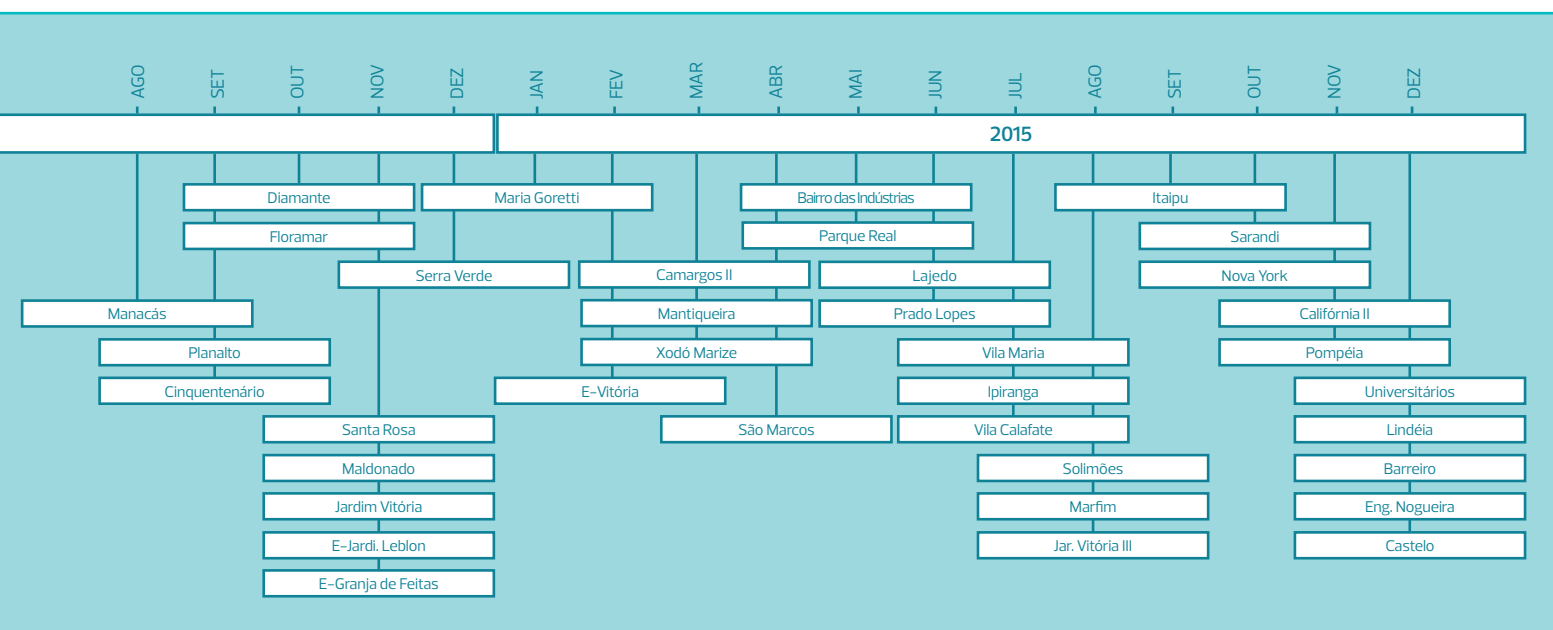 AGO
SET
OUT
NOV
DEZ
JAN
FEV
MAR
ABR
MAI
JUN
JUL
AGO
SET
OUT
NOV
DEZ
2015
Diamante
Maria Goretti
Bairro das Indústrias
Itaipu
Floramar
Parque Real
Sarandi
Serra Verde
Camargos II
Lajedo
Nova York
Manacás
Mantiqueira
Prado Lopes
Califórnia II
Planalto
Xodó Marize
Vila Maria
Pompéia
Cinquentenário
E-Vitória
Ipiranga
Universitários
Santa Rosa
São Marcos
Vila Calafate
Lindéia
Maldonado
Solimões
Barreiro
Jardim Vitória
Marfim
Eng. Nogueira
E-Jardi. Leblon
Jar. Vitória III
Castelo
E-Granja de Feitas